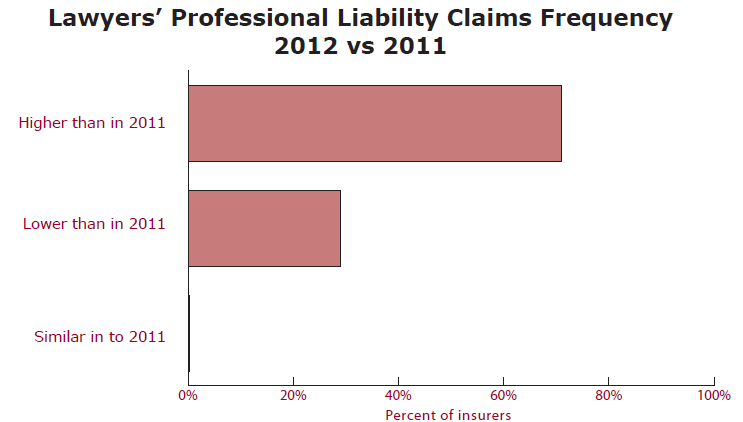 Lawyers’ Professional Liability Claims Frequency
2012 vs 2011
Higher than in 2011
Lower than in 2011
Similar in to 2011
0% 20% 40% 60% 80% 100%
Percent of insurers